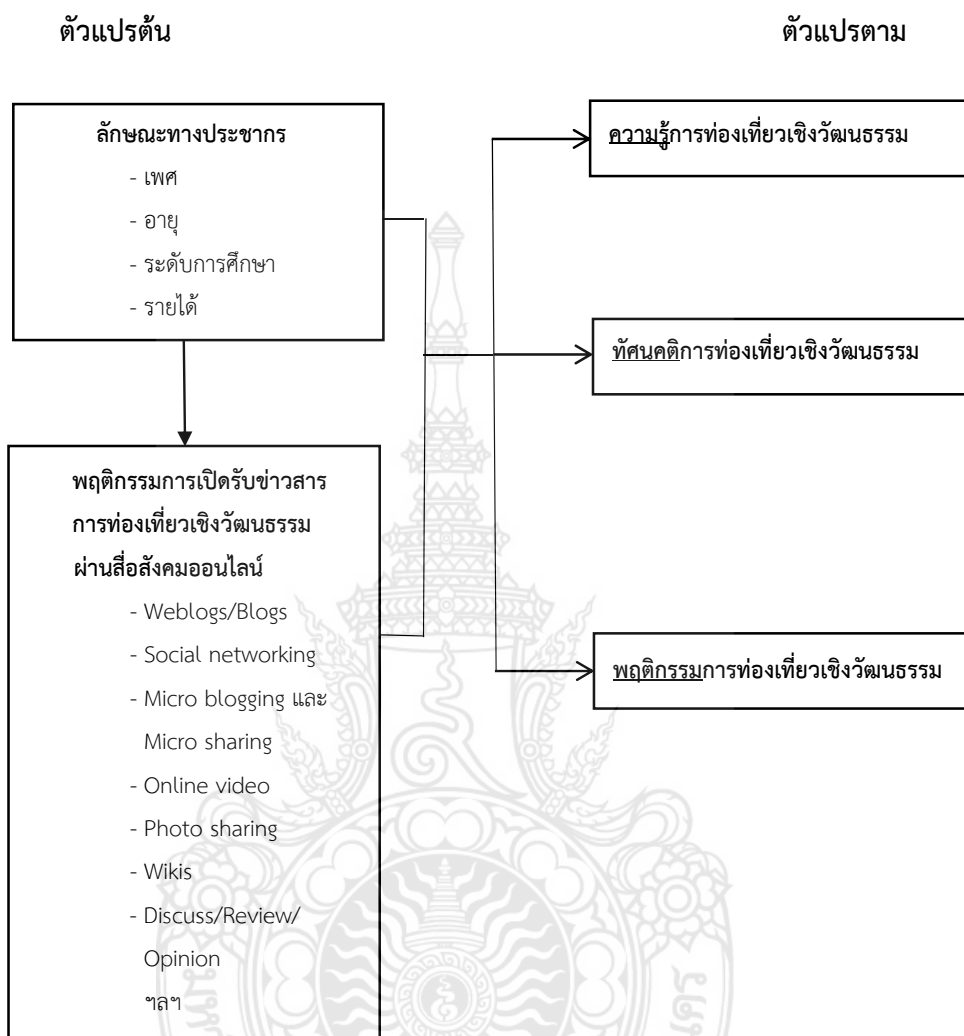 ตัวแปรต้น
ตัวแปรตาม
ลักษณะทางประชากร
- เพศ
- อายุ
- ระดับการศึกษา
- รายได้
พฤติกรรมการเปิดรับข่าวสาร
การท่องเที่ยวเชิงวัฒนธรรม
ผ่านสื่อสังคมออนไลน์
- Weblogs/Blogs
- Social networking
- Micro blogging และ
Micro sharing
- Online video
- Photo sharing
- Wikis
- Discuss/Review/
Opinion
ฯลฯ
ความรู้การท่องเที่ยวเชิงวัฒนธรรม
ทัศนคติการท่องเที่ยวเชิงวัฒนธรรม
พฤติกรรมการท่องเที่ยวเชิงวัฒนธรรม